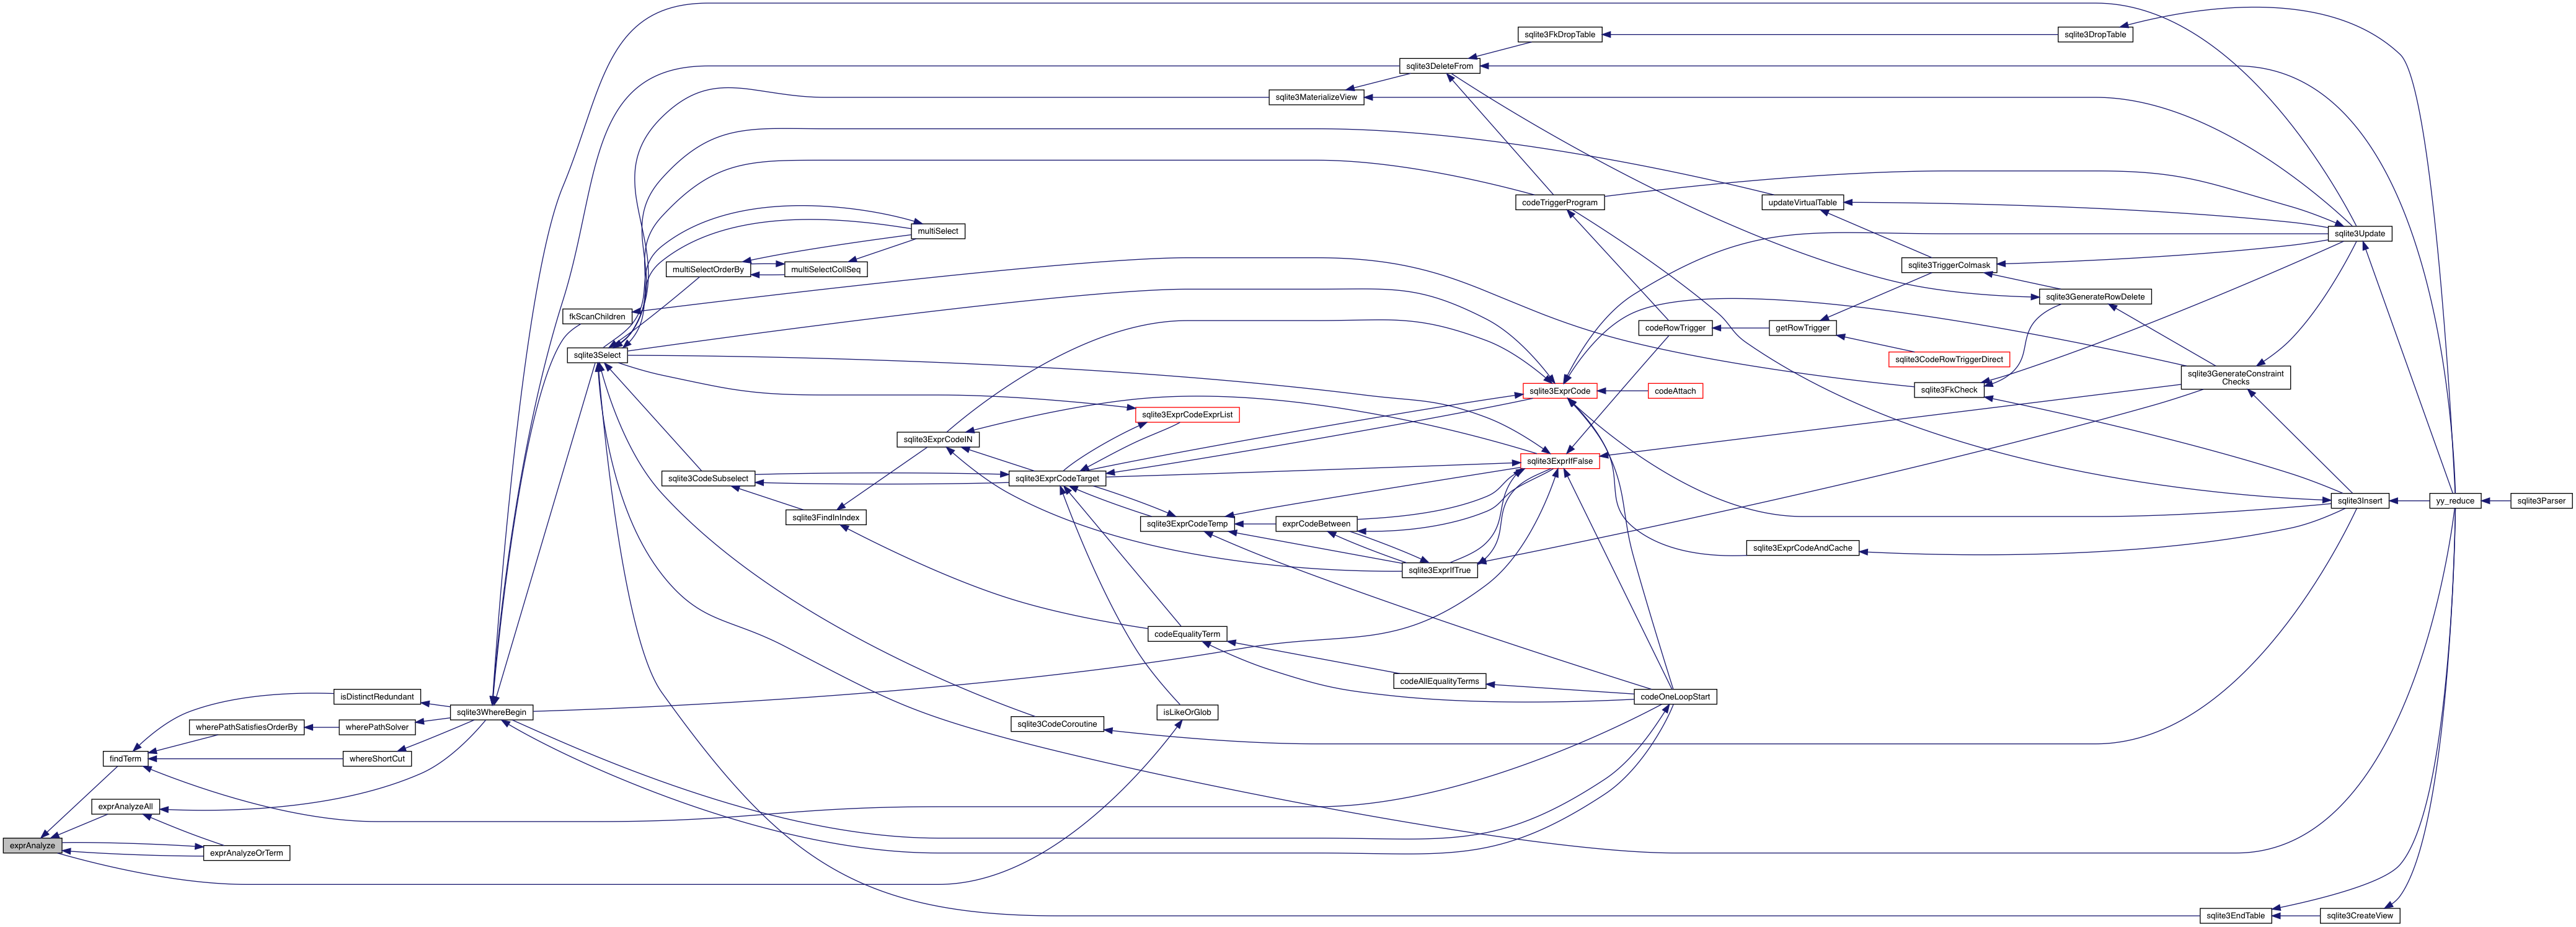 sqlite3FkDropTable
sqlite3DropTable
sqlite3DeleteFrom
sqlite3MaterializeView
codeTriggerProgram
updateVirtualTable
multiSelect
sqlite3Update
multiSelectOrderBy
multiSelectCollSeq
sqlite3TriggerColmask
sqlite3GenerateRowDelete
fkScanChildren
codeRowTrigger
getRowTrigger
sqlite3Select
sqlite3CodeRowTriggerDirect
sqlite3GenerateConstraint
Checks
sqlite3ExprCode
codeAttach
sqlite3FkCheck
sqlite3ExprCodeExprList
sqlite3ExprCodeIN
sqlite3ExprIfFalse
sqlite3CodeSubselect
sqlite3ExprCodeTarget
sqlite3Insert
yy_reduce
sqlite3Parser
sqlite3FindInIndex
sqlite3ExprCodeTemp
exprCodeBetween
sqlite3ExprCodeAndCache
sqlite3ExprIfTrue
codeEqualityTerm
codeAllEqualityTerms
isDistinctRedundant
codeOneLoopStart
sqlite3WhereBegin
isLikeOrGlob
sqlite3CodeCoroutine
wherePathSatisfiesOrderBy
wherePathSolver
findTerm
whereShortCut
exprAnalyzeAll
exprAnalyze
exprAnalyzeOrTerm
sqlite3EndTable
sqlite3CreateView